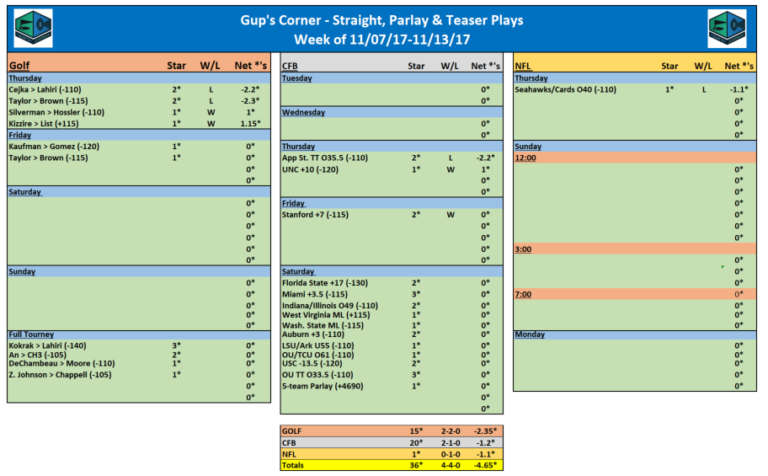 Gup's Corner - Straight, Parlay & Teaser Plays
Week of 11/07/17-11/13/17
Golf Star W/L Net *'s
Thursday
Cejka > Lahiri (-110) 2* L -2.2*
Taylor > Brown (-115) 2* L -2.3*
Silverman > Hossler (-110) 1* W 1*
Kizzire > List (+115) 1* W 1.15*
Friday
Kaufman > Gomez (-120) 1* 0*
Taylor > Brown (-115) 1* 0*
0*
0*
Saturday
0*
0*
0*
0*
0*
0*
Sunday
0*
0*
0*
0*
0*
Full Tourney
Kokrak > Lahiri (-140) 3* 0*
An > CH3 (-105) 2* 0*
DeChambeau > Moore (-110) 1* 0*
Z. Johnson > Chappell (-105) 1* 0*
0*
0*
CFB Star W/L Net *'s
Tuesday
0*
0*
Wednesday
0*
0*
Thursday
App St. TT O35.5 (-110) 2* L -2.2*
UNC +10 (-120) 1* W 1*
0*
0*
Friday
Stanford +7 (-115) 2* W 0*
0*
0*
0*
0*
Saturday
Florida State +17 (-130) 2* 0*
Miami +3.5 (-115) 3* 0*
Indiana/Illinois O49 (-110) 2* 0*
West Virginia ML (+115) 1* 0*
Wash. State ML (-115) 1* 0*
Auburn +3 (-110) 2* 0*
LSU/Ark U55 (-110) 1* 0*
OU/TCU O61 (-110) 1* 0*
USC -13.5 (-120) 2* 0*
OU TT O33.5 (-110) 3* 0*
5-team Parlay (+4690) 1* 0*
0*
0*
NFL Star W/L Net *'s
Thursday
Seahawks/Cards O40 (-110) 1* L -1.1*
0*
0*
0*
0*
Sunday
12:00
0*
0*
0*
0*
0*
0*
0*
3:00
0*
0*
0*
7:00 0*
0*
0*
0*
Monday
0*
0*
0*
0*
0*
GOLF 15* 2-2-0 -2.35*
CFB 20* 2-1-0 -1.2*
NFL 1* 0-1-0 -1.1*
Totals 36* 4-4-0 -4.65*